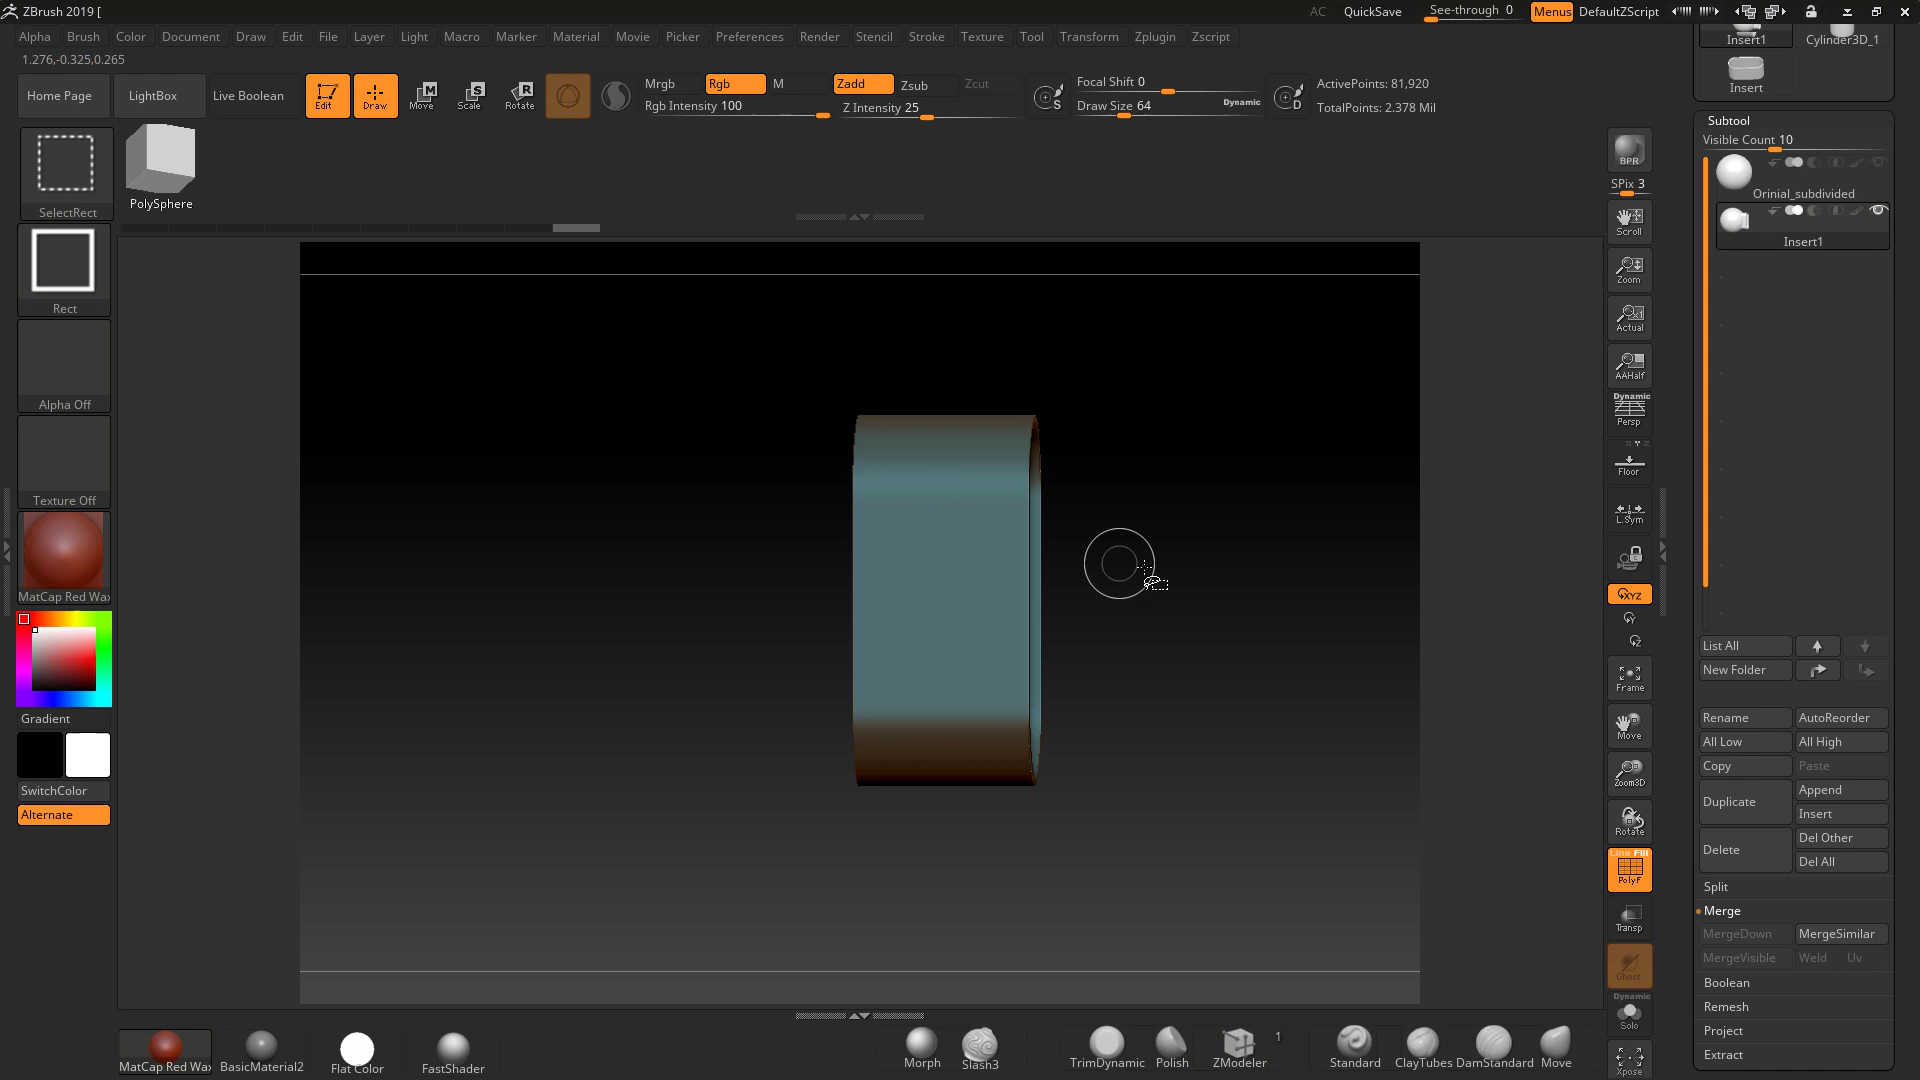 ZBrush 2019 [
AC QuickSave See-through 0 Menus DefaultZScript
Alpha Brush Color Document Draw Edit File Layer Light Macro Marker Material Movie Picker Preferences Render Stencil Stroke Texture Tool Transform Zplugin Zscript
1.276,-0.325,0.265
Home Page LightBox Live Boolean Edit Draw Move Scale Rotate
Mrgb Rgb M Zadd Zsub Zcut
Rgb Intensity 100 Z Intensity 25
Focal Shift 0
Draw Size 64 Dynamic
ActivePoints: 81,920
TotalPoints: 2.378 Mil
SelectRect
PolySphere
Rect
Alpha Off
Texture Off
MatCap Red Wax
Gradient
SwitchColor
Alternate
BPR
SPix 3
Scroll
Zoom
Actual
AAHalf
Dynamic
Persp
Floor
L.Sym
XYZ
Y
Z
Frame
Move
Zoom3D
Rotate
Line Fill
PolyF
Transp
Ghost
Dynamic
Solo
Xpose
Insert1 Cylinder3D_1
Insert
Subtool
Visible Count 10
Orinial_subdivided
Insert1
List All
New Folder
Rename AutoReorder
All Low All High
Copy Paste
Duplicate Append
Insert
Delete Del Other
Del All
Split
Merge
MergeDown MergeSimilar
MergeVisible Weld Uv
Boolean
Remesh
Project
Extract
MatCap Red Wax BasicMaterial2 Flat Color FastShader
Morph Slash3 TrimDynamic Polish ZModeler 1 Standard ClayTubes DamStandard Move